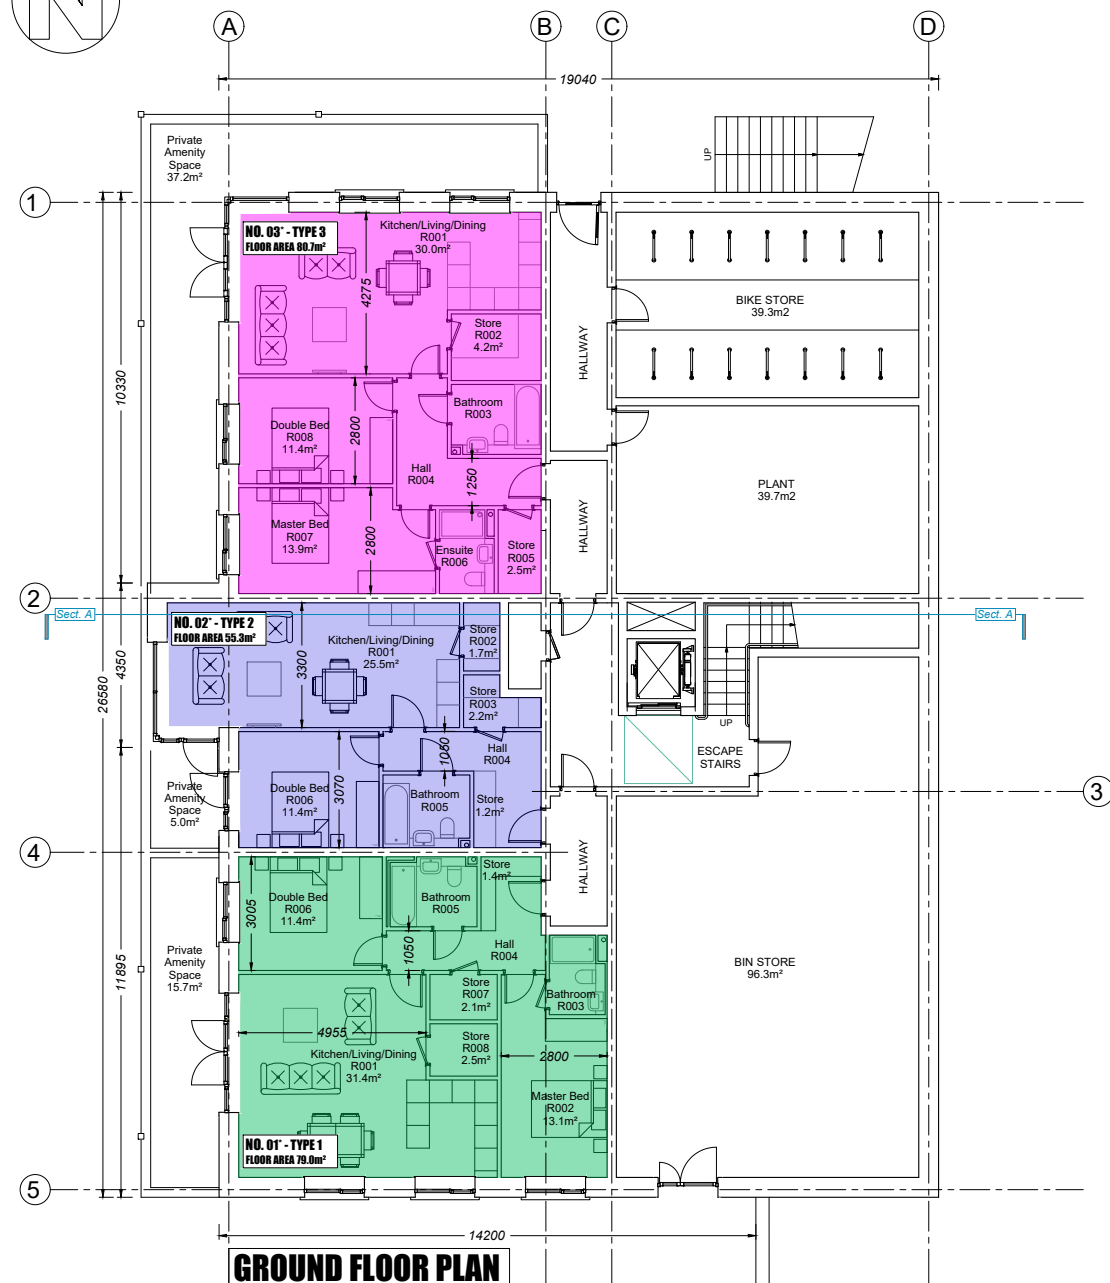 N
A
B
C
D
19040
Private
Amenity
Space
37.2m²
UP
1
NO. 03* - TYPE 3
FLOOR AREA 80.7m²
Kitchen/Living/Dining
R001
30.0m²
4275
Store
R002
4.2m²
HALLWAY
BIKE STORE
39.3m2
10330
Bathroom
R003
Double Bed
R008
11.4m²
2800
Hall
R004
1250
PLANT
39.7m2
Master Bed
R007
13.9m²
2800
Ensuite
R006
Store
R005
2.5m²
HALLWAY
2
Sect. A
Sect. A
NO. 02* - TYPE 2
FLOOR AREA 55.3m²
Kitchen/Living/Dining
R001
25.5m²
3300
Store
R002
1.7m²
Store
R003
2.2m²
4350
26580
UP
ESCAPE
STAIRS
Hall
R004
1050
Private
Amenity
Space
5.0m²
Double Bed
R006
11.4m²
3070
Bathroom
R005
Store
1.2m²
3
4
HALLWAY
Store
1.4m²
Double Bed
R006
11.4m²
3005
Bathroom
R005
1050
Hall
R004
Private
Amenity
Space
15.7m²
11895
BIN STORE
96.3m²
Bathroom
R003
Store
R007
2.1m²
4955
Kitchen/Living/Dining
R001
31.4m²
Store
R008
2.5m²
2800
Master Bed
R002
13.1m²
NO. 01* - TYPE 1
FLOOR AREA 79.0m²
5
14200
GROUND FLOOR PLAN